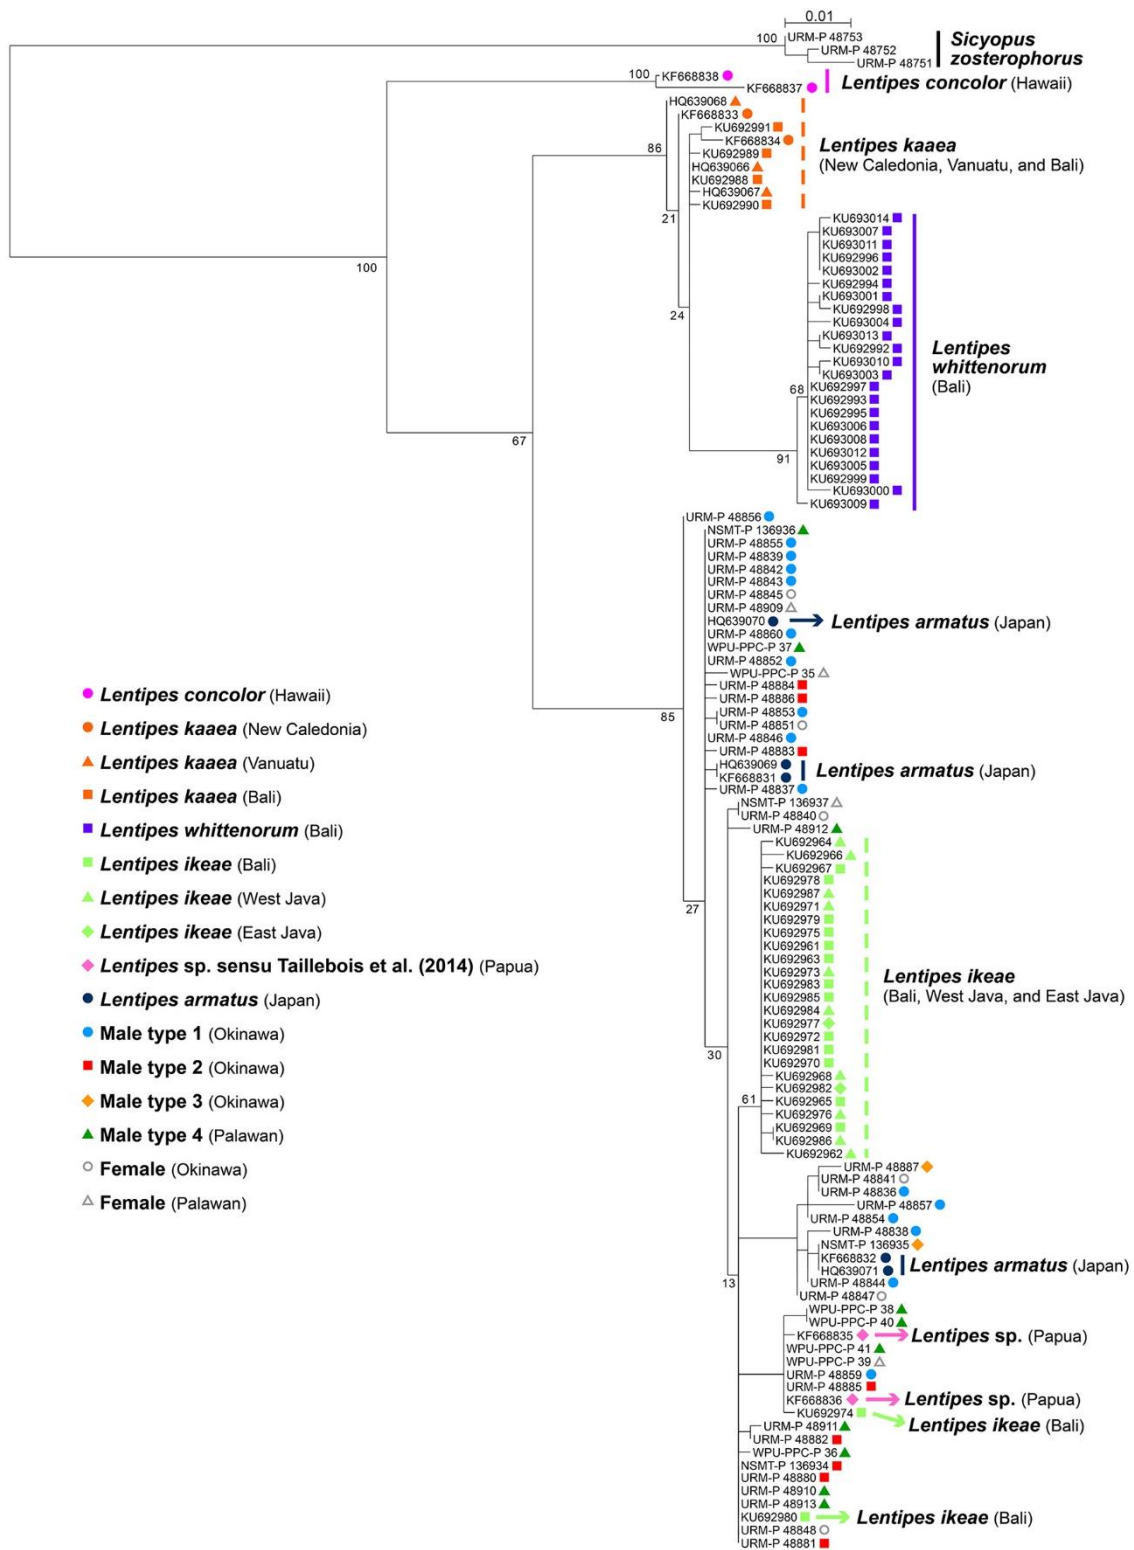 0.01
100
URM-P 48753
URM-P 48752
URM-P 48751
Sicyopus
zosterophorus
100
KF668838
KF668837
Lentipes concolor (Hawaii)
HQ639068
KF668833
KU692991
KF668834
86
KU692989
HQ639066
KU692988
HQ639067
KU692990
Lentipes kaaea
(New Caledonia, Vanuatu, and Bali)
21
KU693014
KU693007
KU693011
KU692996
KU693002
100
KU692994
KU693001
KU692998
24
KU693004
KU693013
KU692992
KU693010
KU693003
Lentipes
whittenorum
(Bali)
68
KU692997
KU692993
KU692995
KU693006
67
KU693008
KU693012
91
KU693005
KU692999
KU693000
KU693009
URM-P 48856
NSMT-P 136936
URM-P 48855
URM-P 48839
URM-P 48842
URM-P 48843
URM-P 48845
URM-P 48909
HQ639070
Lentipes armatus (Japan)
URM-P 48860
WPU-PPC-P 37
URM-P 48852
WPU-PPC-P 35
URM-P 48884
URM-P 48886
85
URM-P 48853
URM-P 48851
URM-P 48846
URM-P 48883
HQ639069
KF668831
Lentipes armatus (Japan)
URM-P 48837
NSMT-P 136937
URM-P 48840
URM-P 48912
KU692964
KU692966
KU692967
KU692978
KU692987
27
KU692971
KU692979
KU692975
KU692961
KU692963
KU692973
KU692983
KU692985
KU692984
KU692977
KU692972
KU692981
KU692970
Lentipes ikeae
(Bali, West Java, and East Java)
30
KU692968
KU692982
61
KU692965
KU692976
KU692969
KU692986
KU692962
URM-P 48887
URM-P 48841
URM-P 48836
URM-P 48857
URM-P 48854
URM-P 48838
NSMT-P 136935
KF668832
HQ639071
Lentipes armatus (Japan)
13
URM-P 48844
URM-P 48847
WPU-PPC-P 38
WPU-PPC-P 40
KF668835
Lentipes sp. (Papua)
WPU-PPC-P 41
WPU-PPC-P 39
URM-P 48859
URM-P 48885
KF668836
Lentipes sp. (Papua)
KU692974
Lentipes ikeae (Bali)
URM-P 48911
URM-P 48882
WPU-PPC-P 36
NSMT-P 136934
URM-P 48880
URM-P 48910
URM-P 48913
KU692980
Lentipes ikeae (Bali)
URM-P 48848
URM-P 48881
Lentipes concolor (Hawaii)
Lentipes kaaea (New Caledonia)
Lentipes kaaea (Vanuatu)
Lentipes kaaea (Bali)
Lentipes whittenorum (Bali)
Lentipes ikeae (Bali)
Lentipes ikeae (West Java)
Lentipes ikeae (East Java)
Lentipes sp. sensu Taillebois et al. (2014) (Papua)
Lentipes armatus (Japan)
Male type 1 (Okinawa)
Male type 2 (Okinawa)
Male type 3 (Okinawa)
Male type 4 (Palawan)
Female (Okinawa)
Female (Palawan)